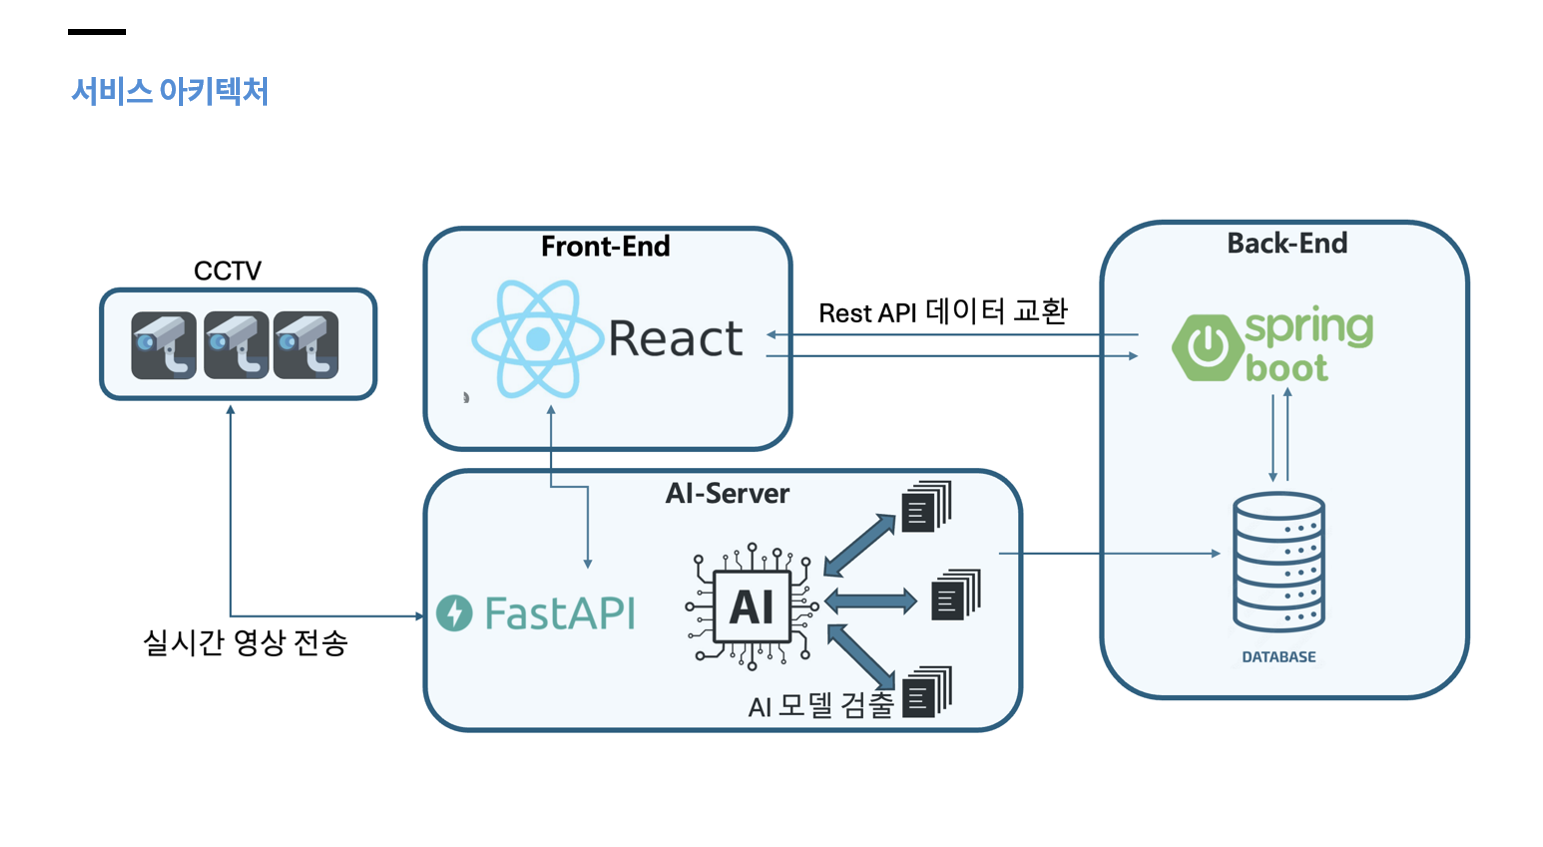 서비스 아키텍처
CCTV
실시간 영상 전송
Front-End
React
Rest API 데이터 교환
Back-End
spring
boot
DATABASE
AI-Server
FastAPI
AI
AI 모델 검출